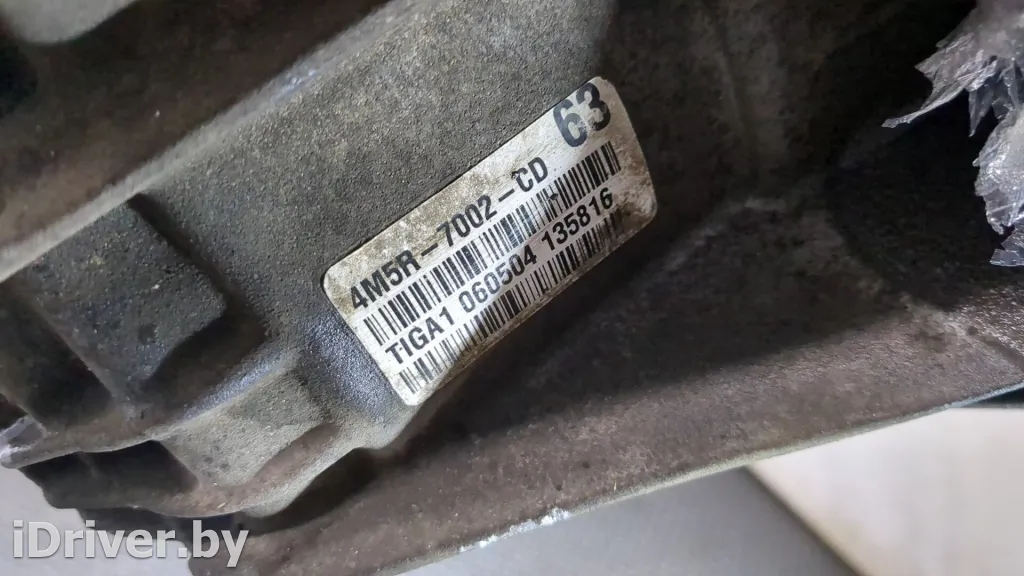 4M5R-7002-CD 63
TIGA1 060504 135816
iDriver.by